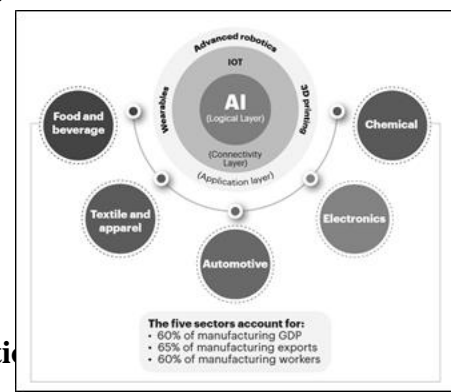 Advanced robotics
IOT
Wearables
AI
(Logical Layer)
3D printing
(Connectivity
Layer)
(Application layer)
Food and
beverage
Chemical
Textile and
apparel
Electronics
Automotive
The five sectors account for:
• 60% of manufacturing GDP
• 65% of manufacturing exports
• 60% of manufacturing workers